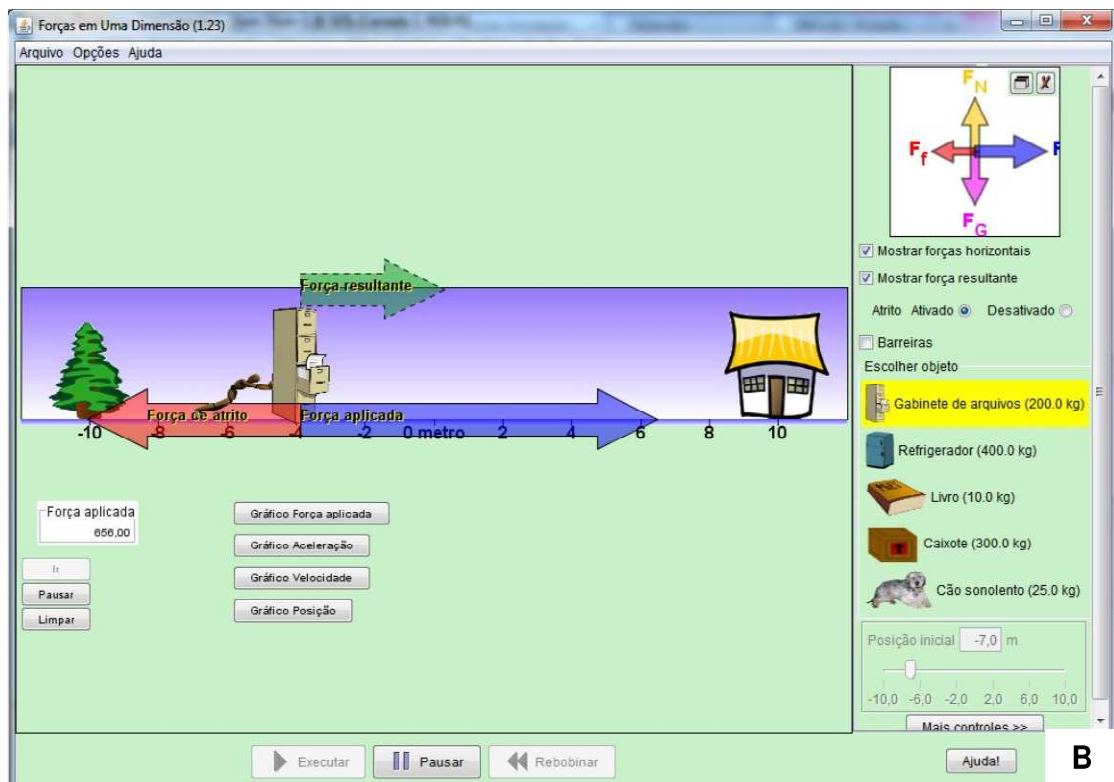 Forças em Uma Dimensão (1.23)
Arquivo Opções Ajuda
F_N
F_f
F
F_G
Mostrar forças horizontais
Mostrar força resultante
Atrito Ativado Desativado
Barreiras
Escolher objeto
Gabinete de arquivos (200.0 kg)
Refrigerador (400.0 kg)
Livro (10.0 kg)
Caixote (300.0 kg)
Cão sonolento (25.0 kg)
Posição inicial -7,0 m
-10,0 -6,0 -2,0 2,0 6,0 10,0
Mais controles >>
Força resultante
Força de atrito Força aplicada
-10 -8 -6 -4 -2 0 metro 2 4 6 8 10
Força aplicada
656,00
Ir
Pausar
Limpar
Gráfico Força aplicada
Gráfico Aceleração
Gráfico Velocidade
Gráfico Posição
Executar Pausar Rebobinar
Ajuda!
B